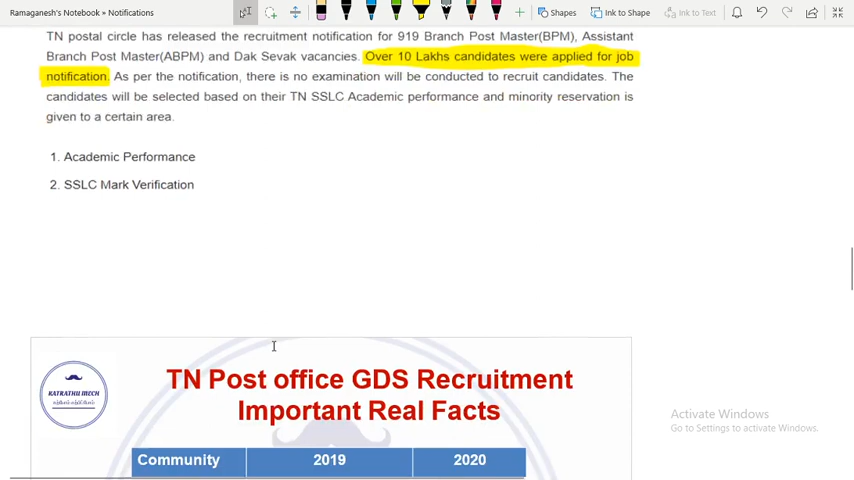 Ramaganesh's Notebook » Notifications
Shapes
Ink to Shape
Ink to Text
TN postal circle has released the recruitment notification for 919 Branch Post Master(BPM), Assistant
Branch Post Master(ABPM) and Dak Sevak vacancies. Over 10 Lakhs candidates were applied for job
notification. As per the notification, there is no examination will be conducted to recruit candidates. The
candidates will be selected based on their TN SSLC Academic performance and minority reservation is
given to a certain area.
1. Academic Performance
2. SSLC Mark Verification
TN Post office GDS Recruitment
Important Real Facts
KATRATHU MECH
Community 2019 2020
Activate Windows
Go to Settings to activate Windows.